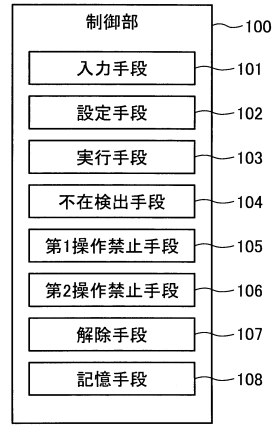 制御部 100
入力手段 101
設定手段 102
実行手段 103
不在検出手段 104
第1操作禁止手段 105
第2操作禁止手段 106
解除手段 107
記憶手段 108